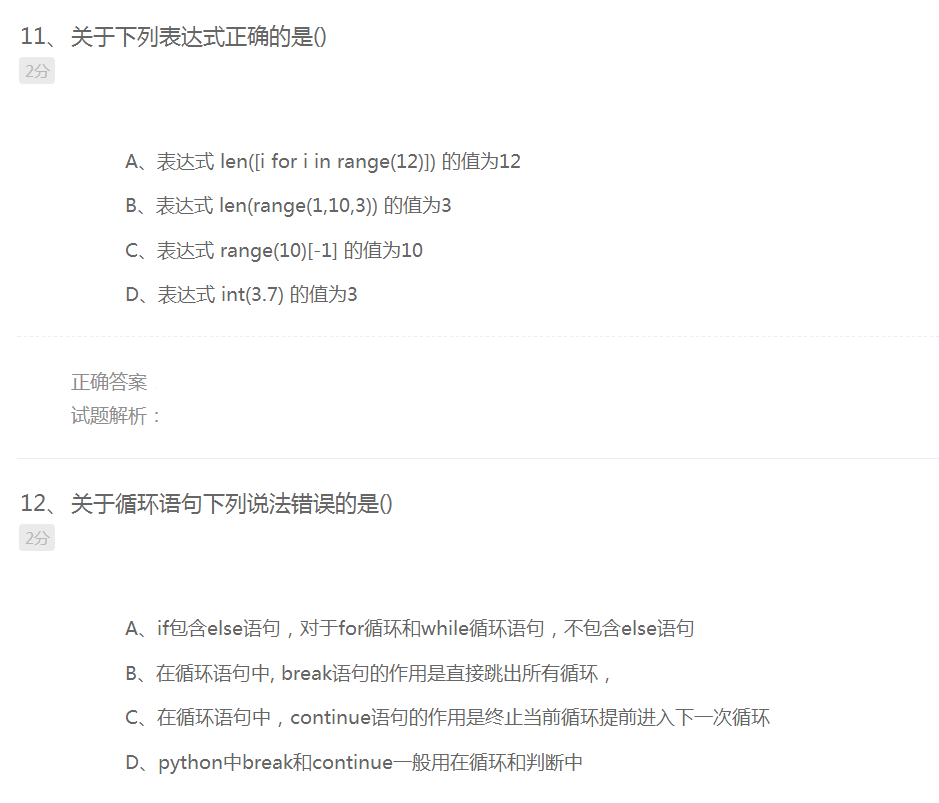 11、关于下列表达式正确的是()
2分
A、表达式 len([i for i in range(12)]) 的值为12
B、表达式 len(range(1,10,3)) 的值为3
C、表达式 range(10)[-1] 的值为10
D、表达式 int(3.7) 的值为3
正确答案
试题解析：
12、关于循环语句下列说法错误的是()
2分
A、if包含else语句，对于for循环和while循环语句，不包含else语句
B、在循环语句中, break语句的作用是直接跳出所有循环，
C、在循环语句中，continue语句的作用是终止当前循环提前进入下一次循环
D、python中break和continue一般用在循环和判断中